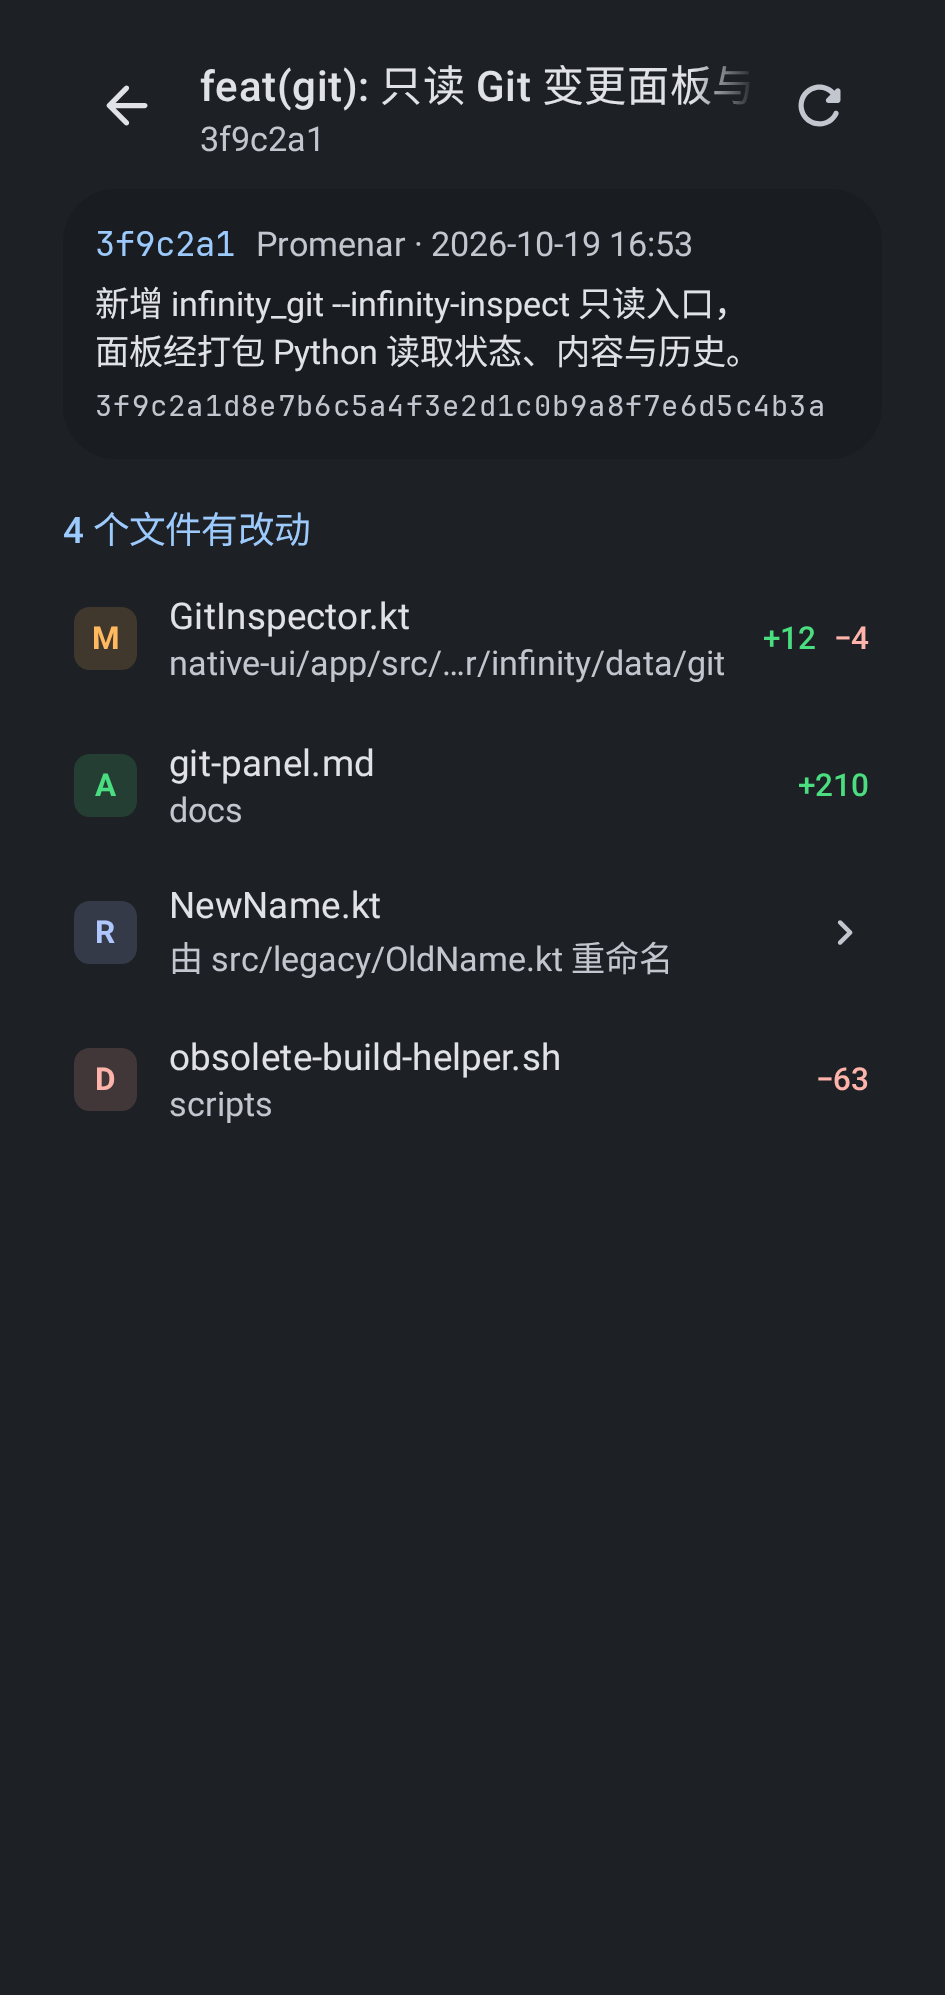 feat(git): 只读 Git 变更面板与
3f9c2a1
3f9c2a1 Promenar · 2026-10-19 16:53
新增 infinity_git --infinity-inspect 只读入口，
面板经打包 Python 读取状态、内容与历史。
3f9c2a1d8e7b6c5a4f3e2d1c0b9a8f7e6d5c4b3a
4 个文件有改动
M GitInspector.kt +12 −4
native-ui/app/src/…r/infinity/data/git
A git-panel.md +210
docs
R NewName.kt
由 src/legacy/OldName.kt 重命名
D obsolete-build-helper.sh −63
scripts